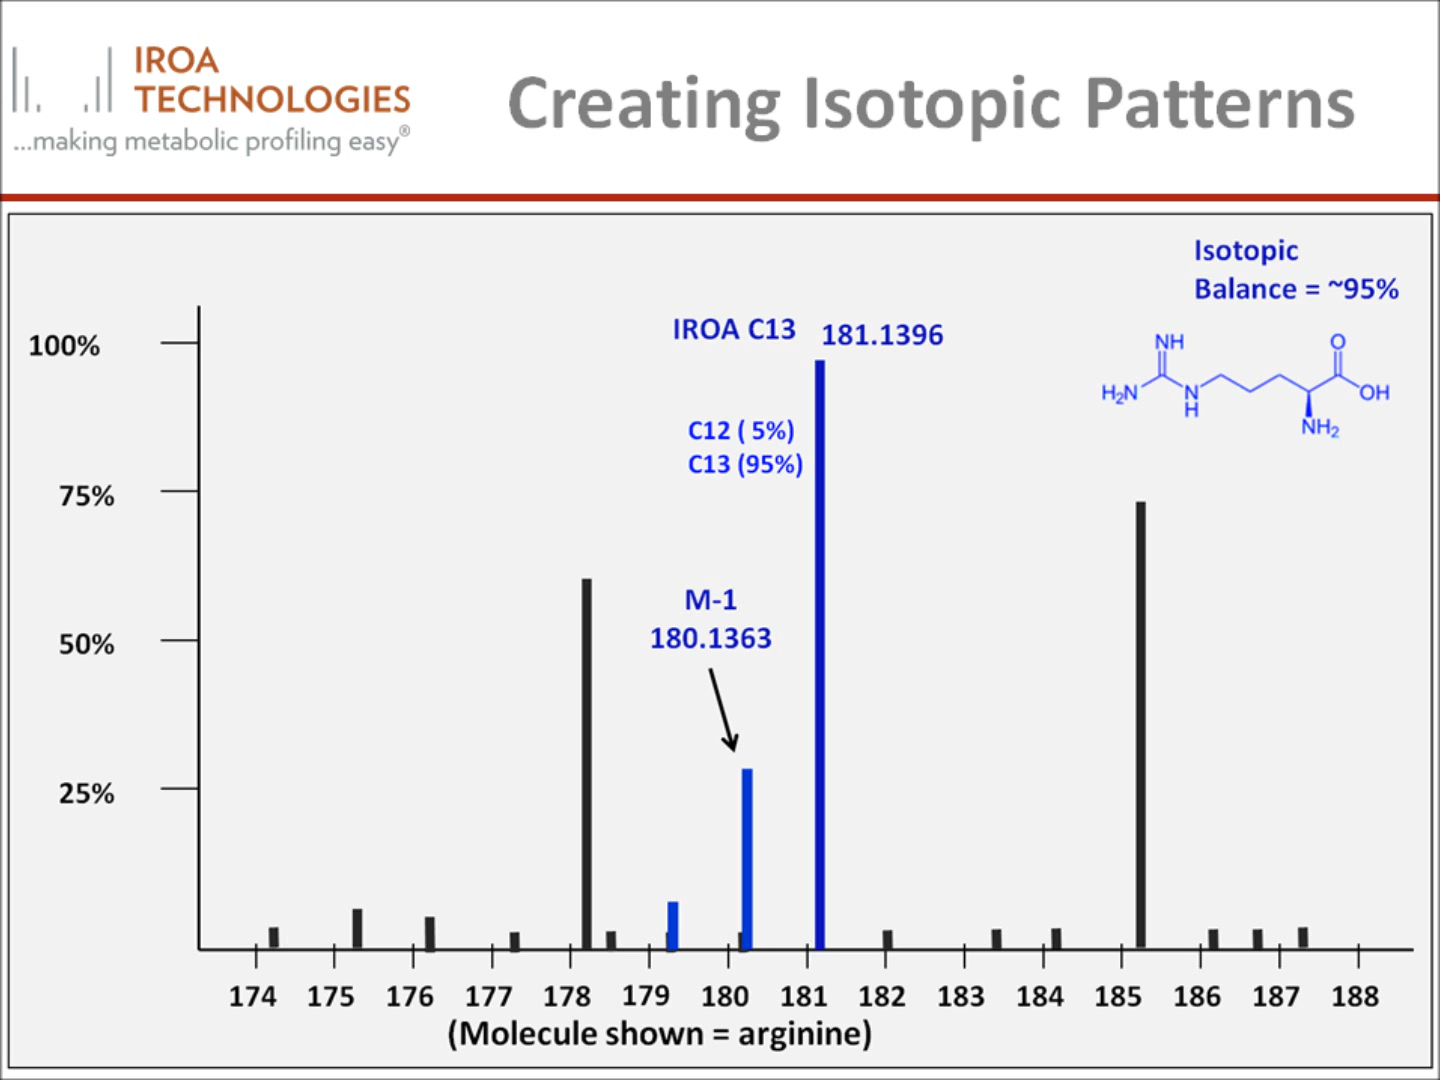 IROA
TECHNOLOGIES
...making metabolic profiling easy®
Creating Isotopic Patterns
Isotopic
Balance = ~95%
IROA C13 181.1396
100%
NH
O
H₂N
N
H
OH
NH₂
C12 ( 5%)
C13 (95%)
75%
M-1
180.1363
50%
25%
174 175 176 177 178 179 180 181 182 183 184 185 186 187 188
(Molecule shown = arginine)